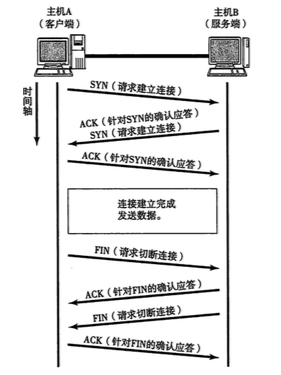 主机A
（客户端）
主机B
（服务端）
时间轴
SYN（请求建立连接）
ACK（针对SYN的确认应答）
SYN（请求建立连接）
ACK（针对SYN的确认应答）
连接建立完成
发送数据。
FIN（请求切断连接）
ACK（针对FIN的确认应答）
FIN（请求切断连接）
ACK（针对FIN的确认应答）